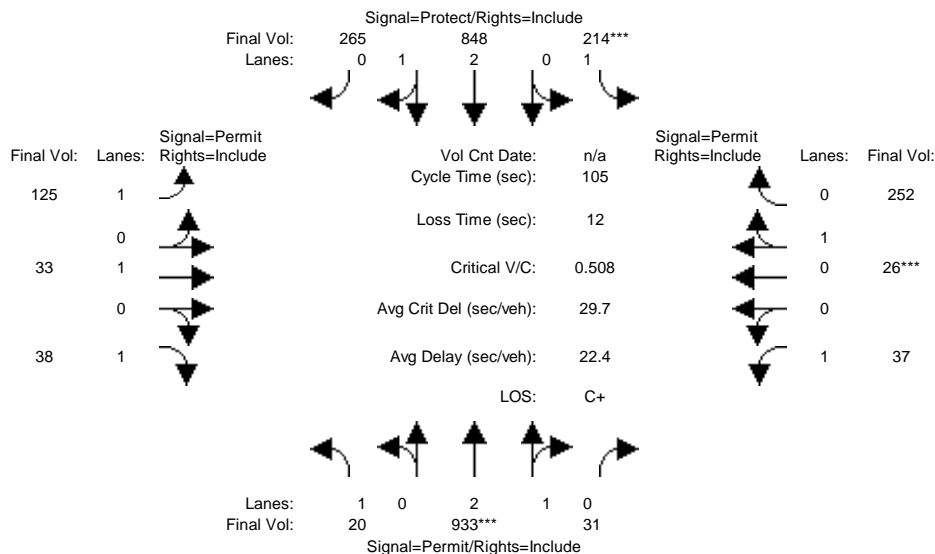 Signal=Protect/Rights=Include
Final Vol: 265 848 214***
Lanes: 0 1 2 0 1
Signal=Permit Signal=Permit
Final Vol: Lanes: Rights=Include Vol Cnt Date: n/a Rights=Include Lanes: Final Vol:
Cycle Time (sec): 105
125 1 0 252
Loss Time (sec): 12
0 1
33 1 Critical V/C: 0.508 0 26***
0 Avg Crit Del (sec/veh): 29.7 0
38 1 Avg Delay (sec/veh): 22.4 1 37
LOS: C+
Lanes: 1 0 2 1 0
Final Vol: 20 933*** 31
Signal=Permit/Rights=Include